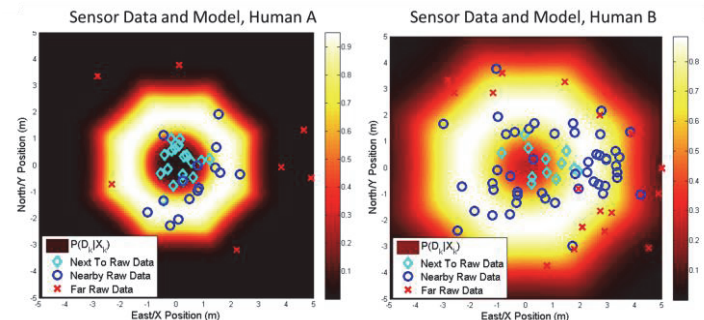 Sensor Data and Model, Human A
5
4
3
2
1
0
-1
-2
-3
-4
-5
-5 -4 -3 -2 -1 0 1 2 3 4 5
North/Y Position (m)
East/X Position (m)
P(D_k|X_k)
Next To Raw Data
Nearby Raw Data
Far Raw Data
0.9
0.8
0.7
0.6
0.5
0.4
0.3
0.2
0.1
Sensor Data and Model, Human B
5
4
3
2
1
0
-1
-2
-3
-4
-5
-5 -4 -3 -2 -1 0 1 2 3 4 5
North/Y Position (m)
East/X Position (m)
P(D_k|X_k)
Next To Raw Data
Nearby Raw Data
Far Raw Data
0.8
0.7
0.6
0.5
0.4
0.3
0.2
0.1